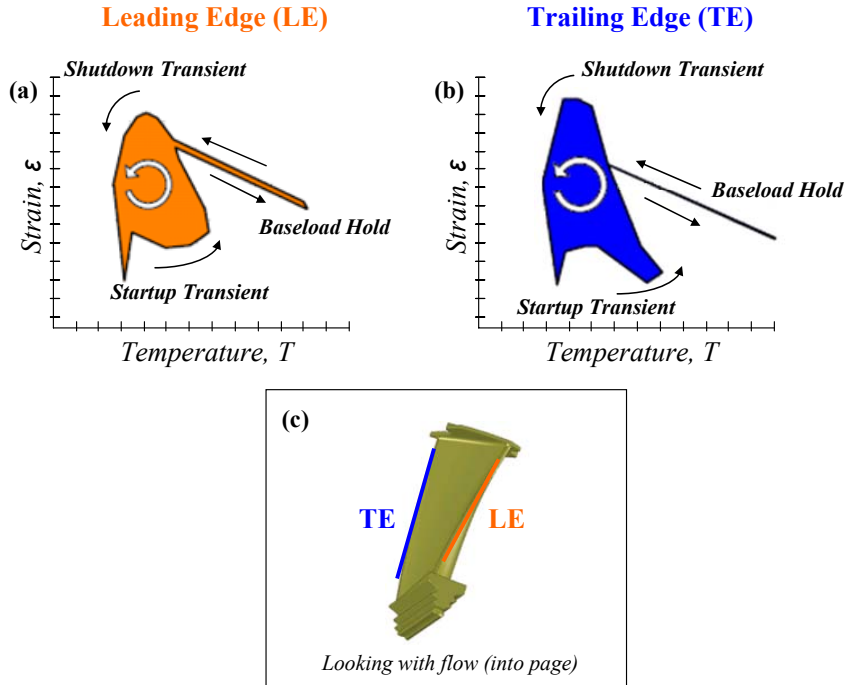 Leading Edge (LE)
Trailing Edge (TE)
(a)
Shutdown Transient
Strain, ε
Baseload Hold
Startup Transient
Temperature, T
(b)
Shutdown Transient
Strain, ε
Baseload Hold
Startup Transient
Temperature, T
(c)
TE
LE
Looking with flow (into page)